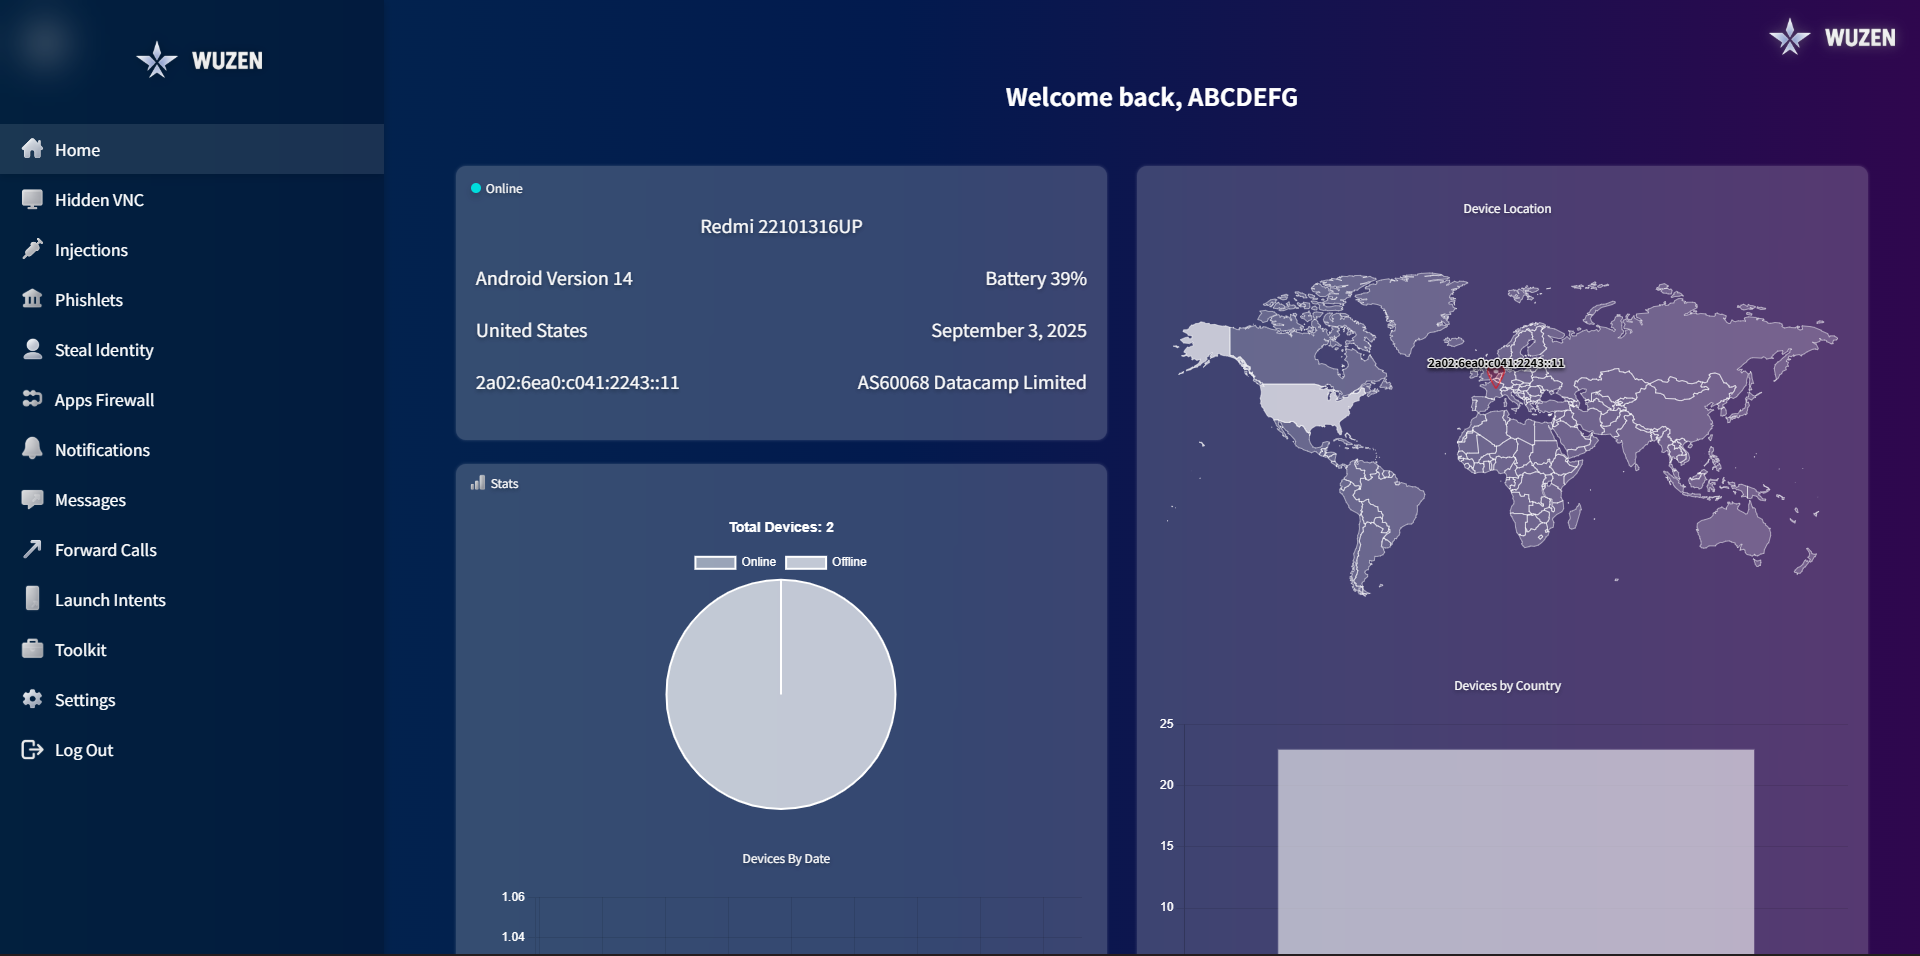 WUZEN
Home
Hidden VNC
Injections
Phishlets
Steal Identity
Apps Firewall
Notifications
Messages
Forward Calls
Launch Intents
Toolkit
Settings
Log Out
WUZEN
Welcome back, ABCDEFG
Online
Redmi 22101316UP
Android Version 14 Battery 39%
United States September 3, 2025
2a02:6ea0:c041:2243::11 AS60068 Datacamp Limited
Stats
Total Devices: 2
Online Offline
Devices By Date
1.06
1.04
Device Location
2a02:6ea0:c041:2243::11
Devices by Country
25
20
15
10